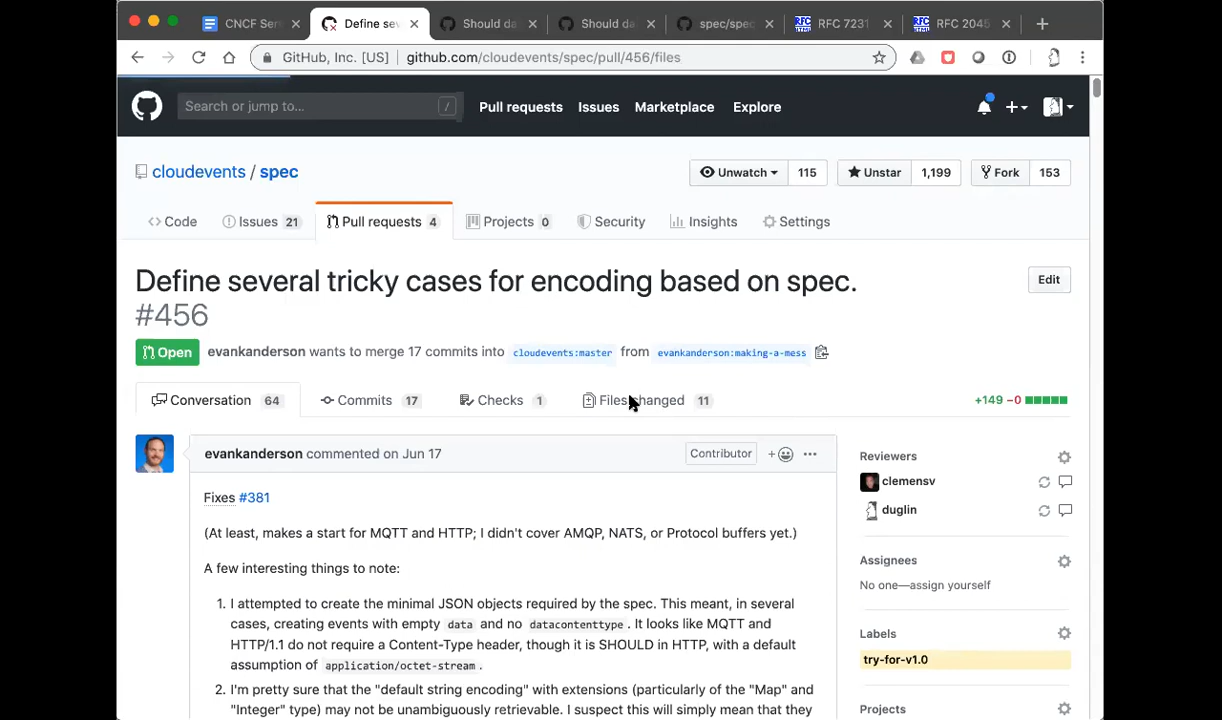 CNCF Ser
Define sev
Should da
Should da
spec/spec
RFC 7231
RFC 2045
GitHub, Inc. [US] github.com/cloudevents/spec/pull/456/files
Search or jump to… /
Pull requests Issues Marketplace Explore
cloudevents / spec
Unwatch 115 Unstar 1,199 Fork 153
Code Issues 21 Pull requests 4 Projects 0 Security Insights Settings
Define several tricky cases for encoding based on spec. Edit
#456
Open evankanderson wants to merge 17 commits into cloudevents:master from evankanderson:making-a-mess
Conversation 64 Commits 17 Checks 1 Files changed 11 +149 −0
evankanderson commented on Jun 17 Contributor
Fixes #381
(At least, makes a start for MQTT and HTTP; I didn't cover AMQP, NATS, or Protocol buffers yet.)
A few interesting things to note:
1. I attempted to create the minimal JSON objects required by the spec. This meant, in several
cases, creating events with empty data and no datacontenttype. It looks like MQTT and
HTTP/1.1 do not require a Content-Type header, though it is SHOULD in HTTP, with a default
assumption of application/octet-stream.
2. I'm pretty sure that the "default string encoding" with extensions (particularly of the "Map" and
"Integer" type) may not be unambiguously retrievable. I suspect this will simply mean that they
Reviewers
clemensv
duglin
Assignees
No one—assign yourself
Labels
try-for-v1.0
Projects